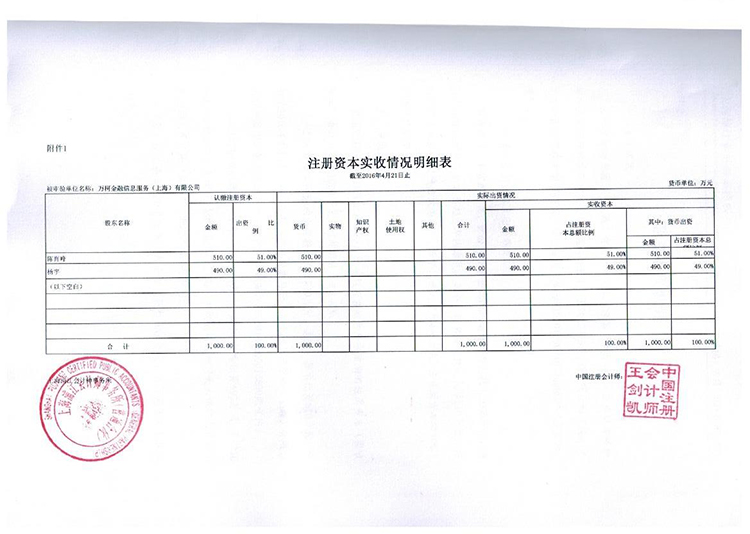 附件1
注册资本实收情况明细表
截至2016年4月21日止
被审验单位名称：万柯金融信息服务（上海）有限公司 货币单位：万元
股东名称 认缴注册资本 实际出资情况
实收资本
金额 出资比例 货币 实物 知识产权 土地使用权 其他 合计 金额 占注册资本总额比例 其中：货币出资
金额 占注册资本总
510.00 51.00% 510.00 510.00 510.00 51.00% 510.00 51.00%
杨平 490.00 49.00% 490.00 490.00 490.00 49.00% 490.00 49.00%
（以下空白）
合 计 1,000.00 100.00% 1,000.00 1,000.00 1,000.00 100.00% 1,000.00 100.00%
会计师事务所 中国注册会计师：
中国注册
会计师
王剑凯
CERTIFIED PUBLIC ACCOUNTANTS